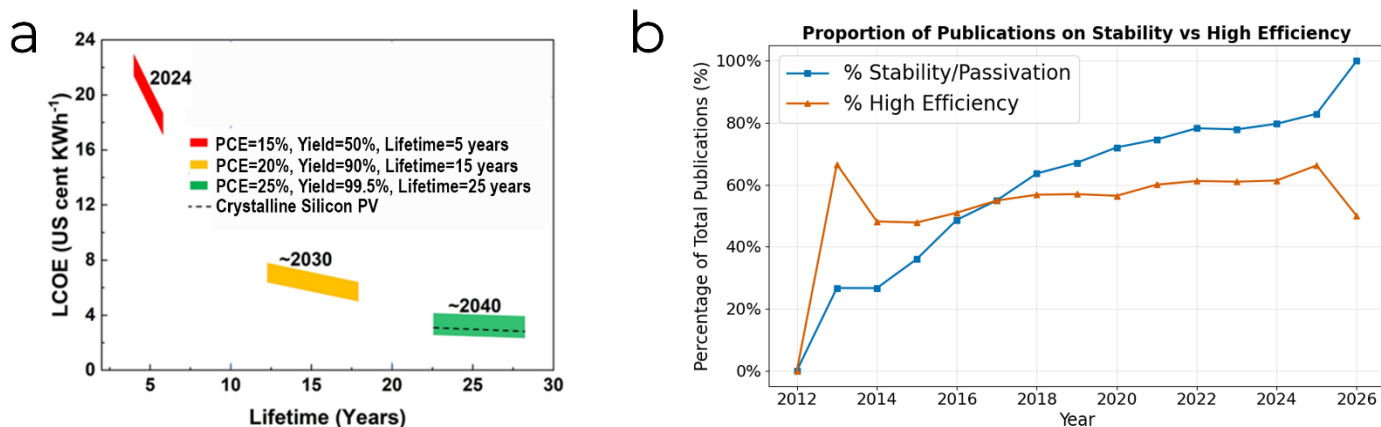 a
24
20
16
12
8
4
0
LCOE (US cent KWh-1)
2024
PCE=15%, Yield=50%, Lifetime=5 years
PCE=20%, Yield=90%, Lifetime=15 years
PCE=25%, Yield=99.5%, Lifetime=25 years
Crystalline Silicon PV
~2030
~2040
5 10 15 20 25 30
Lifetime (Years)
b
Proportion of Publications on Stability vs High Efficiency
% Stability/Passivation
% High Efficiency
100%
80%
60%
40%
20%
0%
Percentage of Total Publications (%)
2012 2014 2016 2018 2020 2022 2024 2026
Year